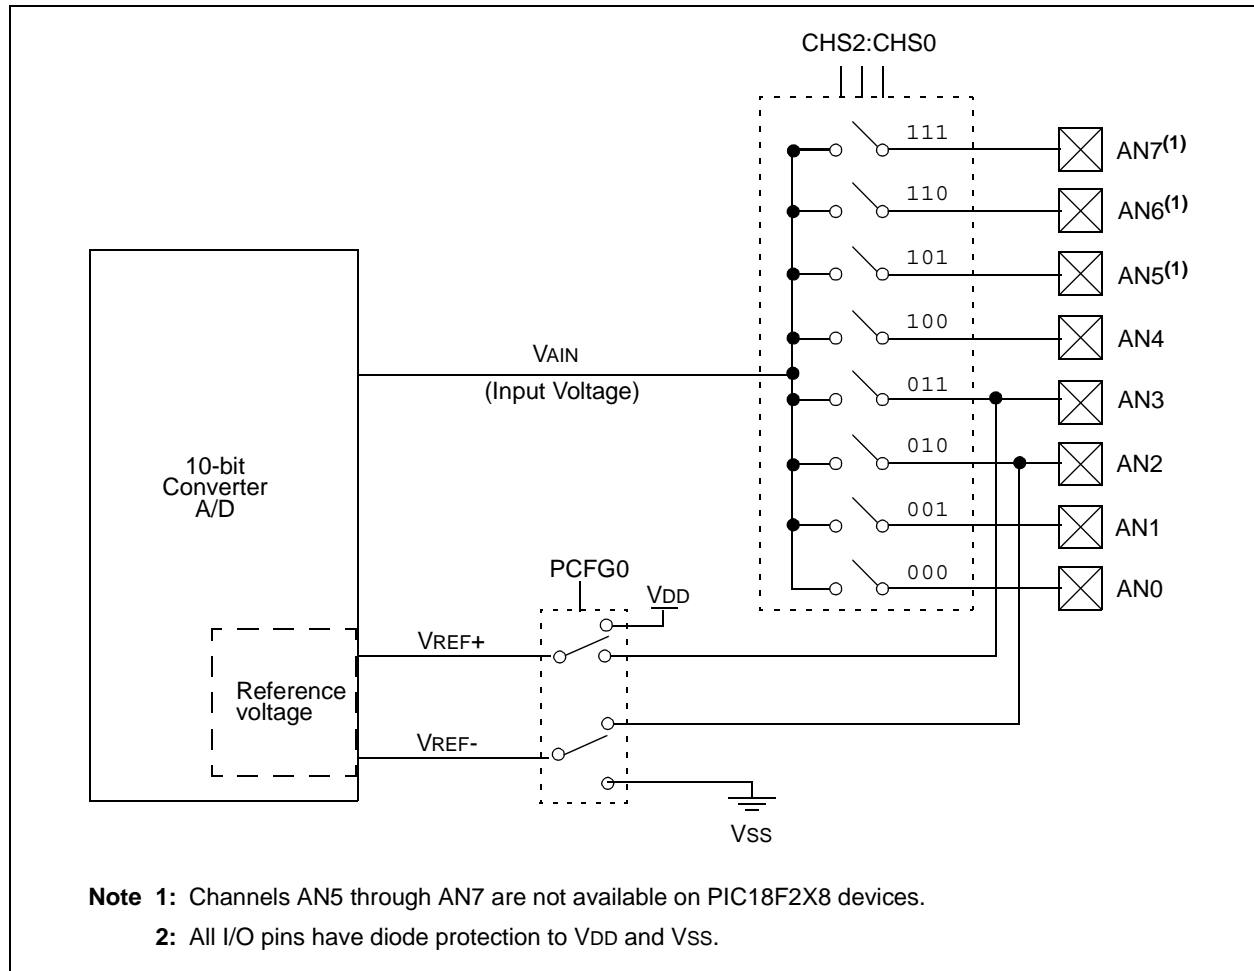 CHS2:CHS0
111
AN7(1)
110
AN6(1)
101
AN5(1)
100
AN4
VAIN
(Input Voltage)
011
AN3
010
AN2
10-bit
Converter
A/D
001
AN1
PCFG0
000
AN0
VDD
VREF+
Reference
voltage
VREF-
VSS
Note 1: Channels AN5 through AN7 are not available on PIC18F2X8 devices.
2: All I/O pins have diode protection to VDD and VSS.